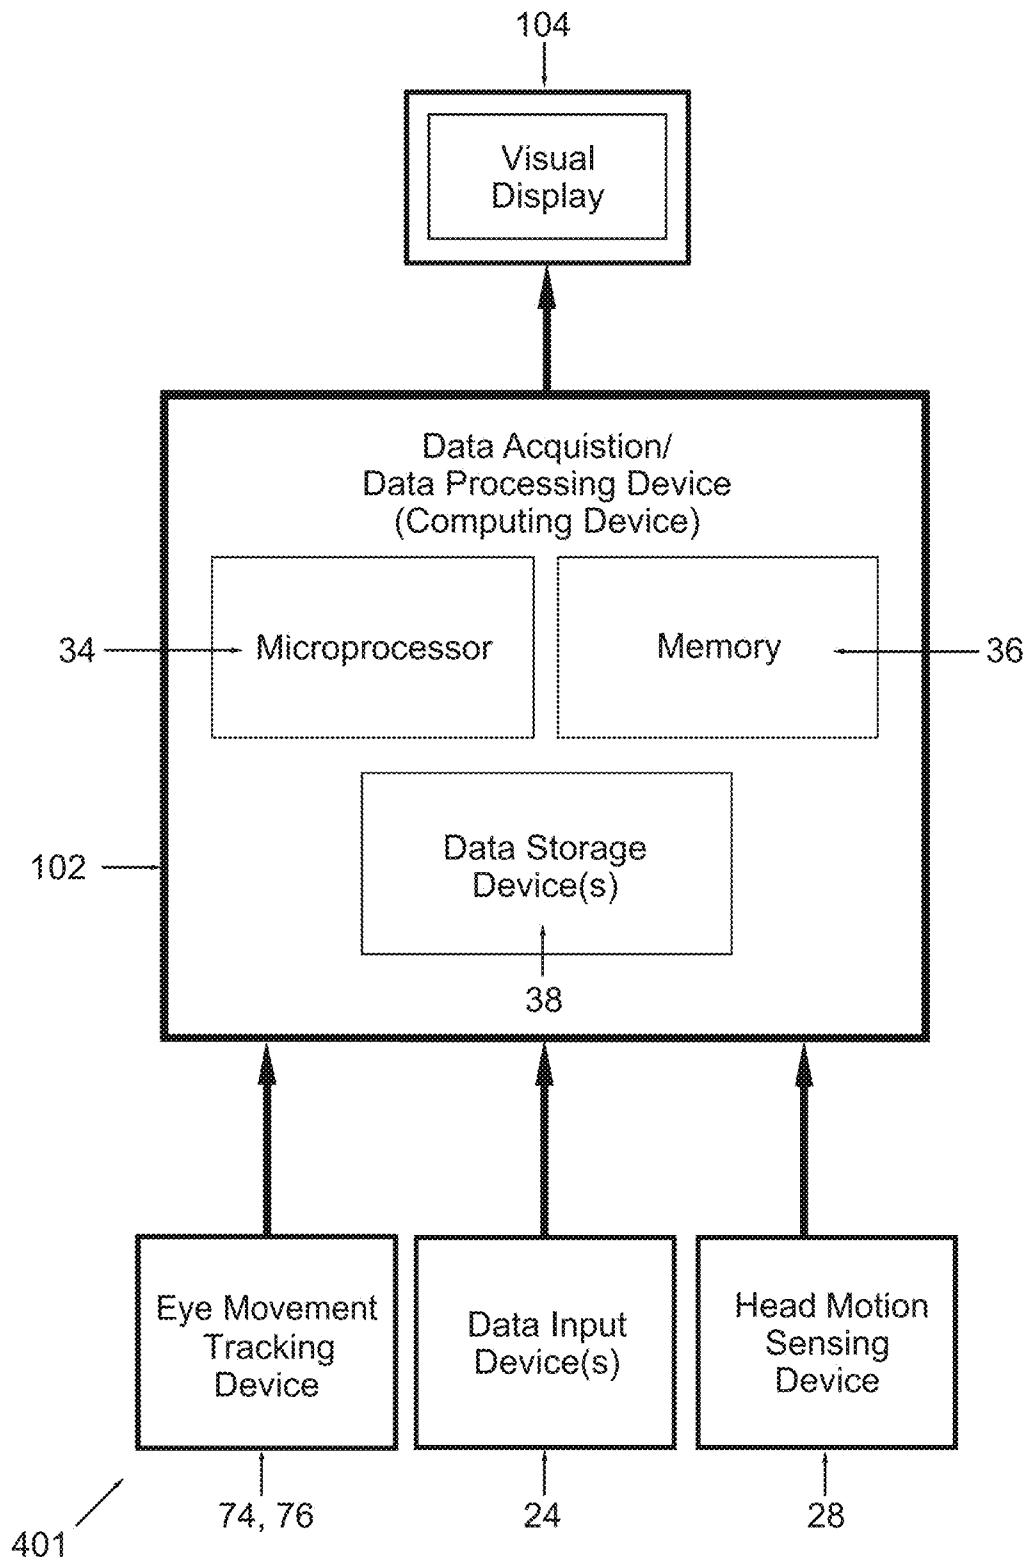 104
Visual
Display
Data Acquistion/
Data Processing Device
(Computing Device)
34
Microprocessor
Memory
36
102
Data Storage
Device(s)
38
Eye Movement
Tracking
Device
Data Input
Device(s)
Head Motion
Sensing
Device
74, 76
24
28
401